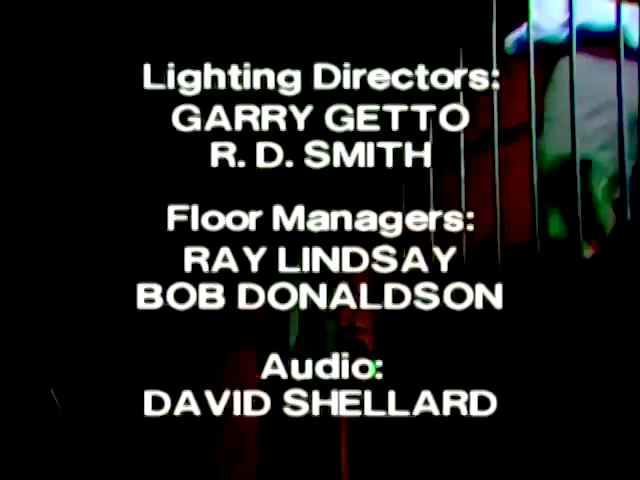 Lighting Directors:
GARRY GETTO
R. D. SMITH
Floor Managers:
RAY LINDSAY
BOB DONALDSON
Audio:
DAVID SHELLARD